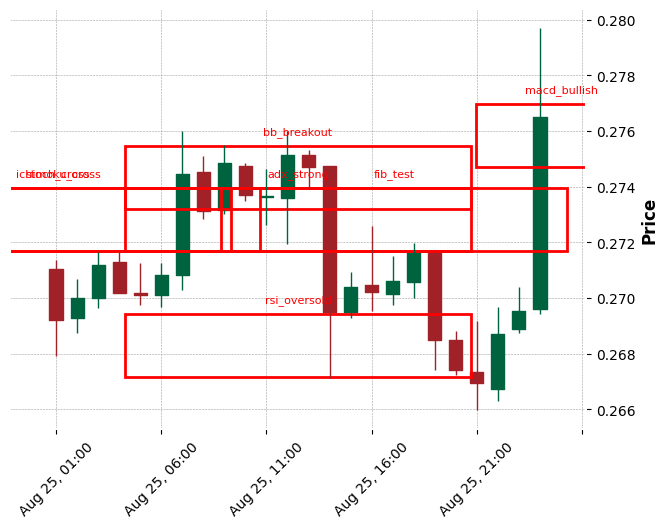 0.280
0.278
macd_bullish
0.276
bb_breakout
0.274
stoch_cross
adx_strong
fib_test
0.272
Price
0.270
rsi_oversold
0.268
0.266
Aug 25, 01:00
Aug 25, 06:00
Aug 25, 11:00
Aug 25, 16:00
Aug 25, 21:00